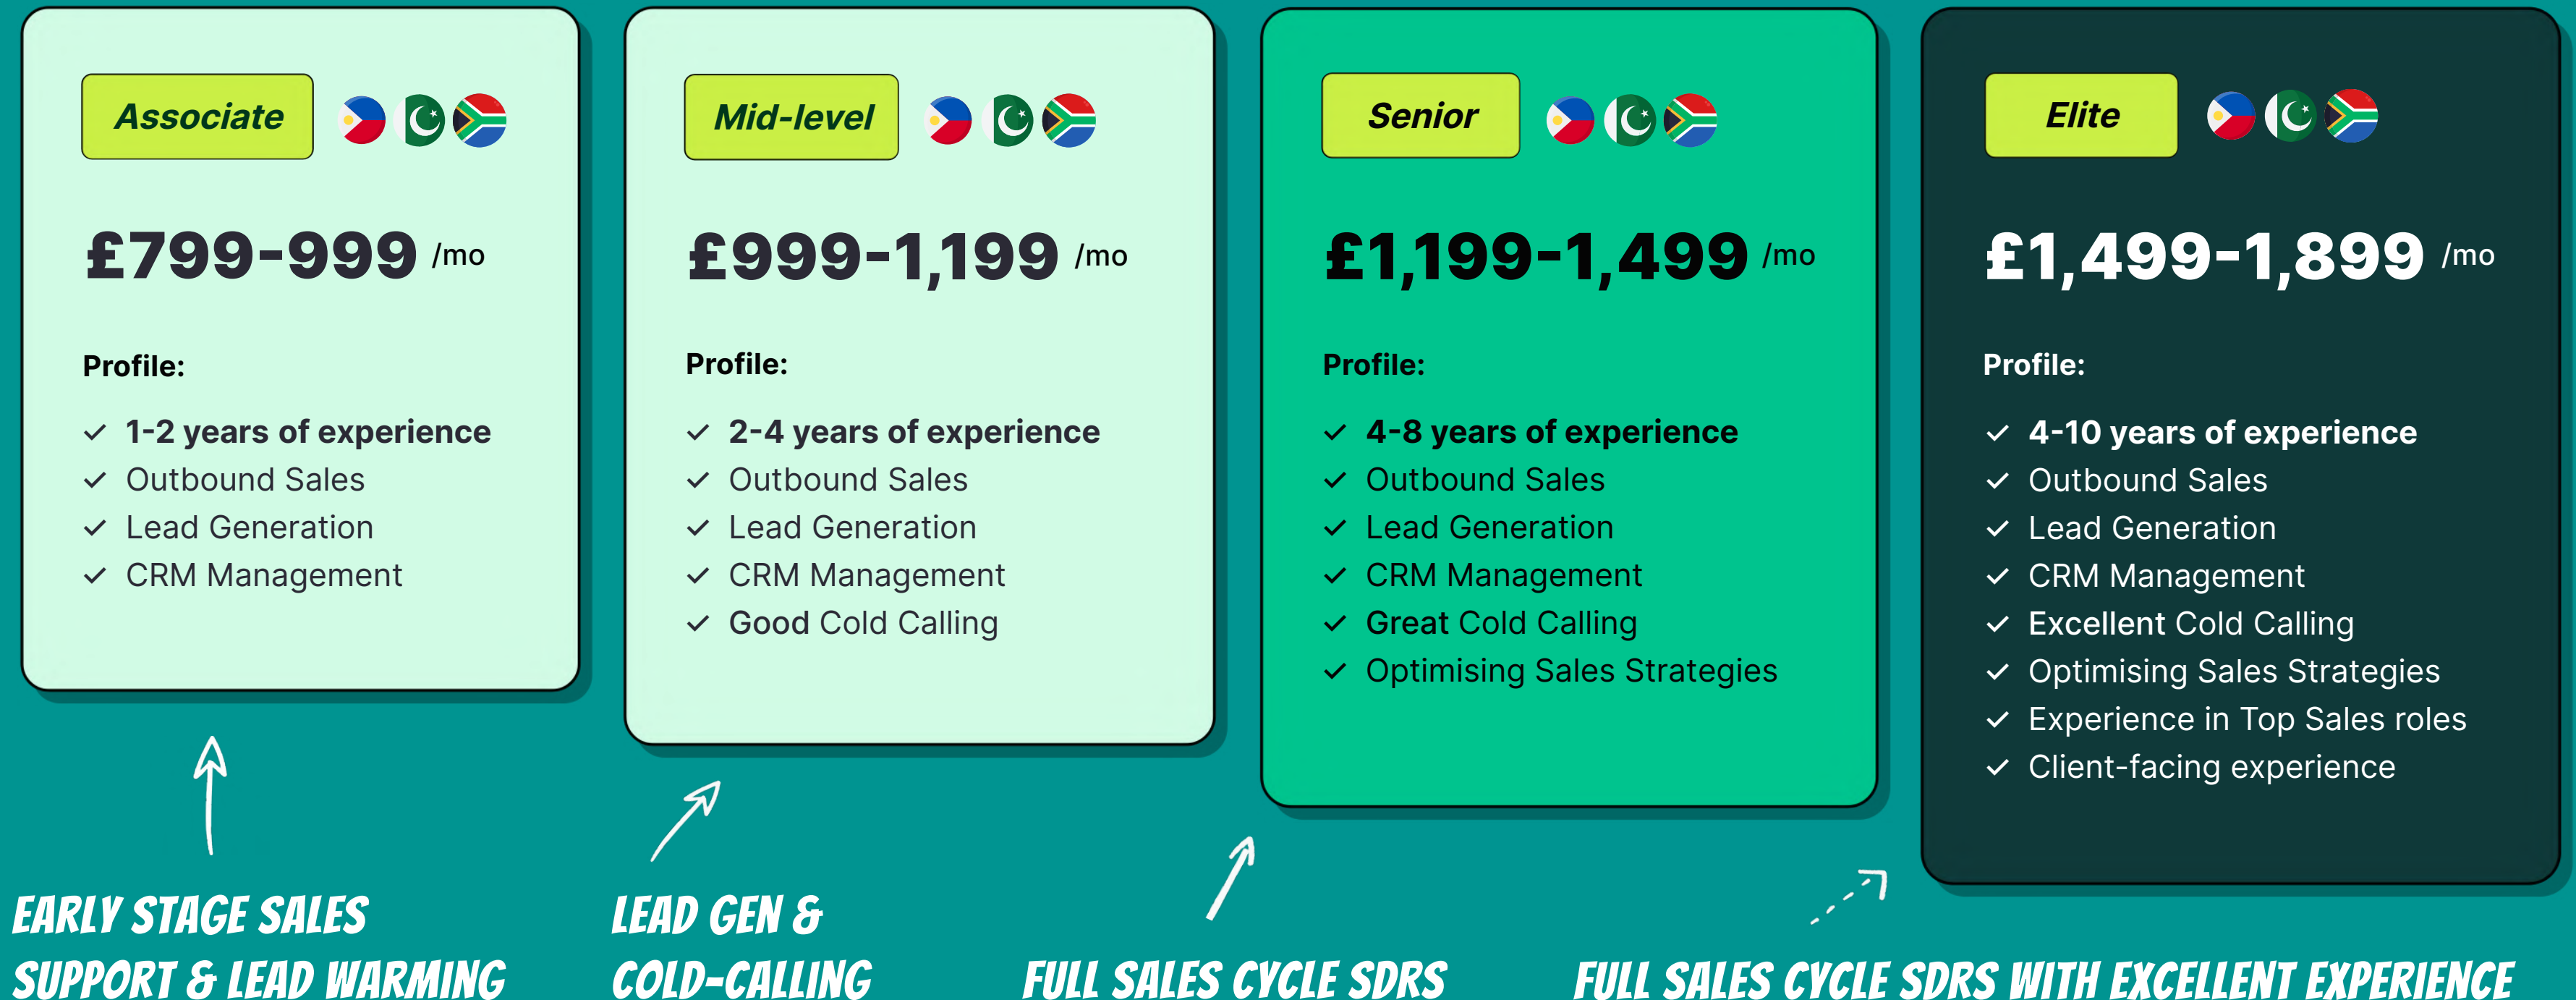 Associate
£799-999 /mo
Profile:
1-2 years of experience
Outbound Sales
Lead Generation
CRM Management
EARLY STAGE SALES
SUPPORT & LEAD WARMING
Mid-level
£999-1,199 /mo
Profile:
2-4 years of experience
Outbound Sales
Lead Generation
CRM Management
Good Cold Calling
LEAD GEN &
COLD-CALLING
Senior
£1,199-1,499 /mo
Profile:
4-8 years of experience
Outbound Sales
Lead Generation
CRM Management
Great Cold Calling
Optimising Sales Strategies
FULL SALES CYCLE SDRS
Elite
£1,499-1,899 /mo
Profile:
4-10 years of experience
Outbound Sales
Lead Generation
CRM Management
Excellent Cold Calling
Optimising Sales Strategies
Experience in Top Sales roles
Client-facing experience
FULL SALES CYCLE SDRS WITH EXCELLENT EXPERIENCE